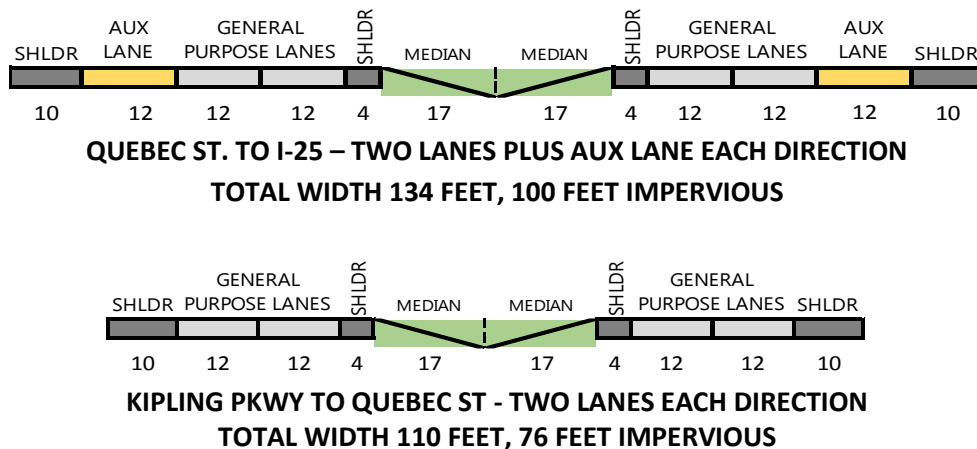 AUX GENERAL SHLDR GENERAL AUX
SHLDR LANE PURPOSE LANES MEDIAN MEDIAN SHLDR PURPOSE LANES LANE SHLDR
10 12 12 12 4 17 17 4 12 12 12 10
QUEBEC ST. TO I-25 – TWO LANES PLUS AUX LANE EACH DIRECTION
TOTAL WIDTH 134 FEET, 100 FEET IMPERVIOUS
GENERAL SHLDR SHLDR GENERAL
SHLDR PURPOSE LANES MEDIAN MEDIAN PURPOSE LANES SHLDR
10 12 12 4 17 17 4 12 12 10
KIPLING PKWY TO QUEBEC ST - TWO LANES EACH DIRECTION
TOTAL WIDTH 110 FEET, 76 FEET IMPERVIOUS